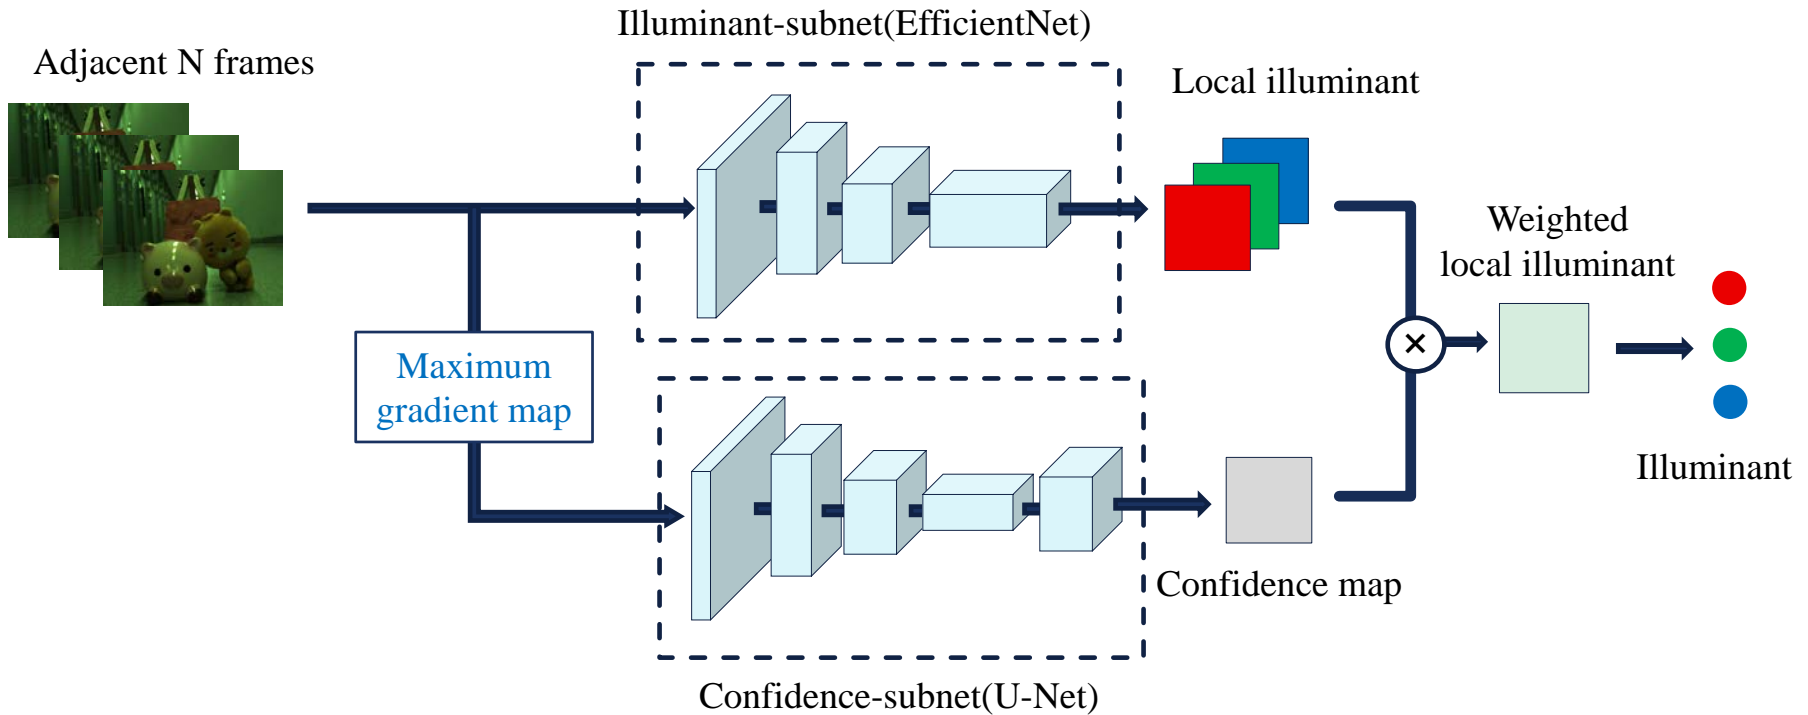 Illuminant-subnet(EfficientNet)
Adjacent N frames
Local illuminant
Weighted
local illuminant
Maximum
gradient map
×
Illuminant
Confidence map
Confidence-subnet(U-Net)